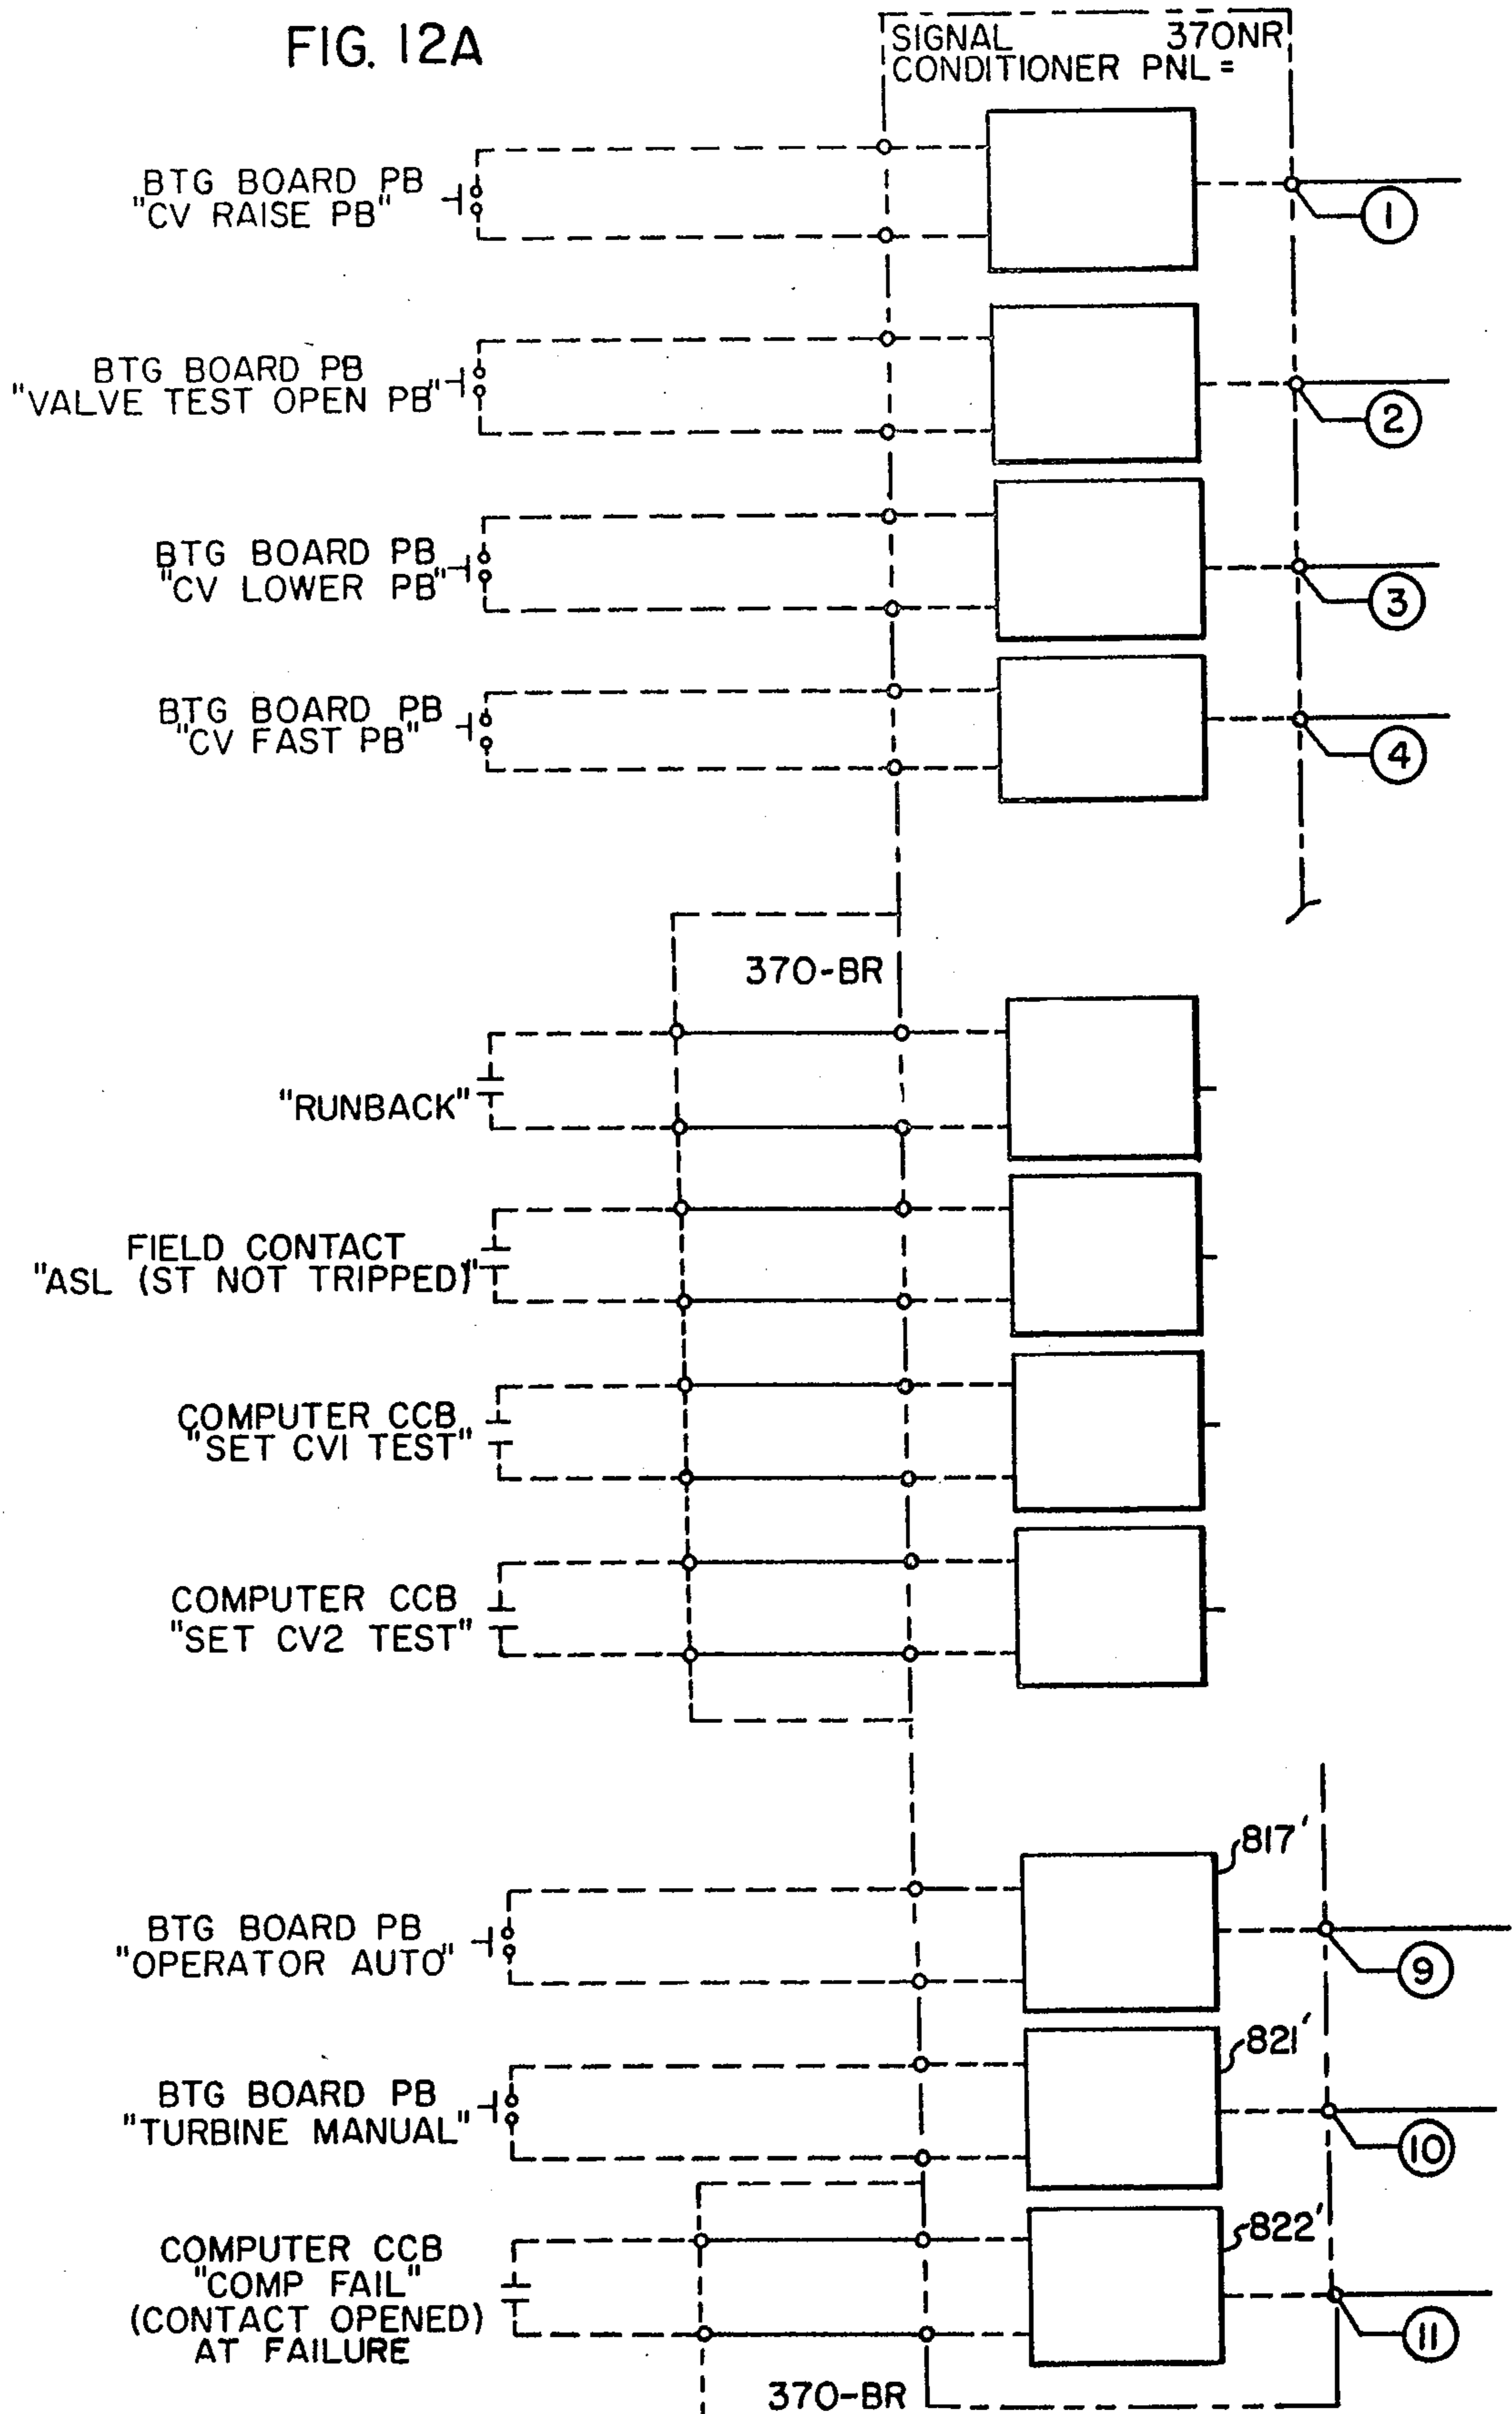 FIG. 12A
SIGNAL 370NR
CONDITIONER PNL =
BTG BOARD PB
"CV RAISE PB"
1
BTG BOARD PB
"VALVE TEST OPEN PB"
2
BTG BOARD PB
"CV LOWER PB"
3
BTG BOARD PB
"CV FAST PB"
4
370-BR
"RUNBACK"
FIELD CONTACT
"ASL (ST NOT TRIPPED)"
COMPUTER CCB
"SET CV1 TEST"
COMPUTER CCB
"SET CV2 TEST"
817'
BTG BOARD PB
"OPERATOR AUTO"
9
821'
BTG BOARD PB
"TURBINE MANUAL"
10
822'
COMPUTER CCB
"COMP FAIL"
(CONTACT OPENED)
AT FAILURE
11
370-BR